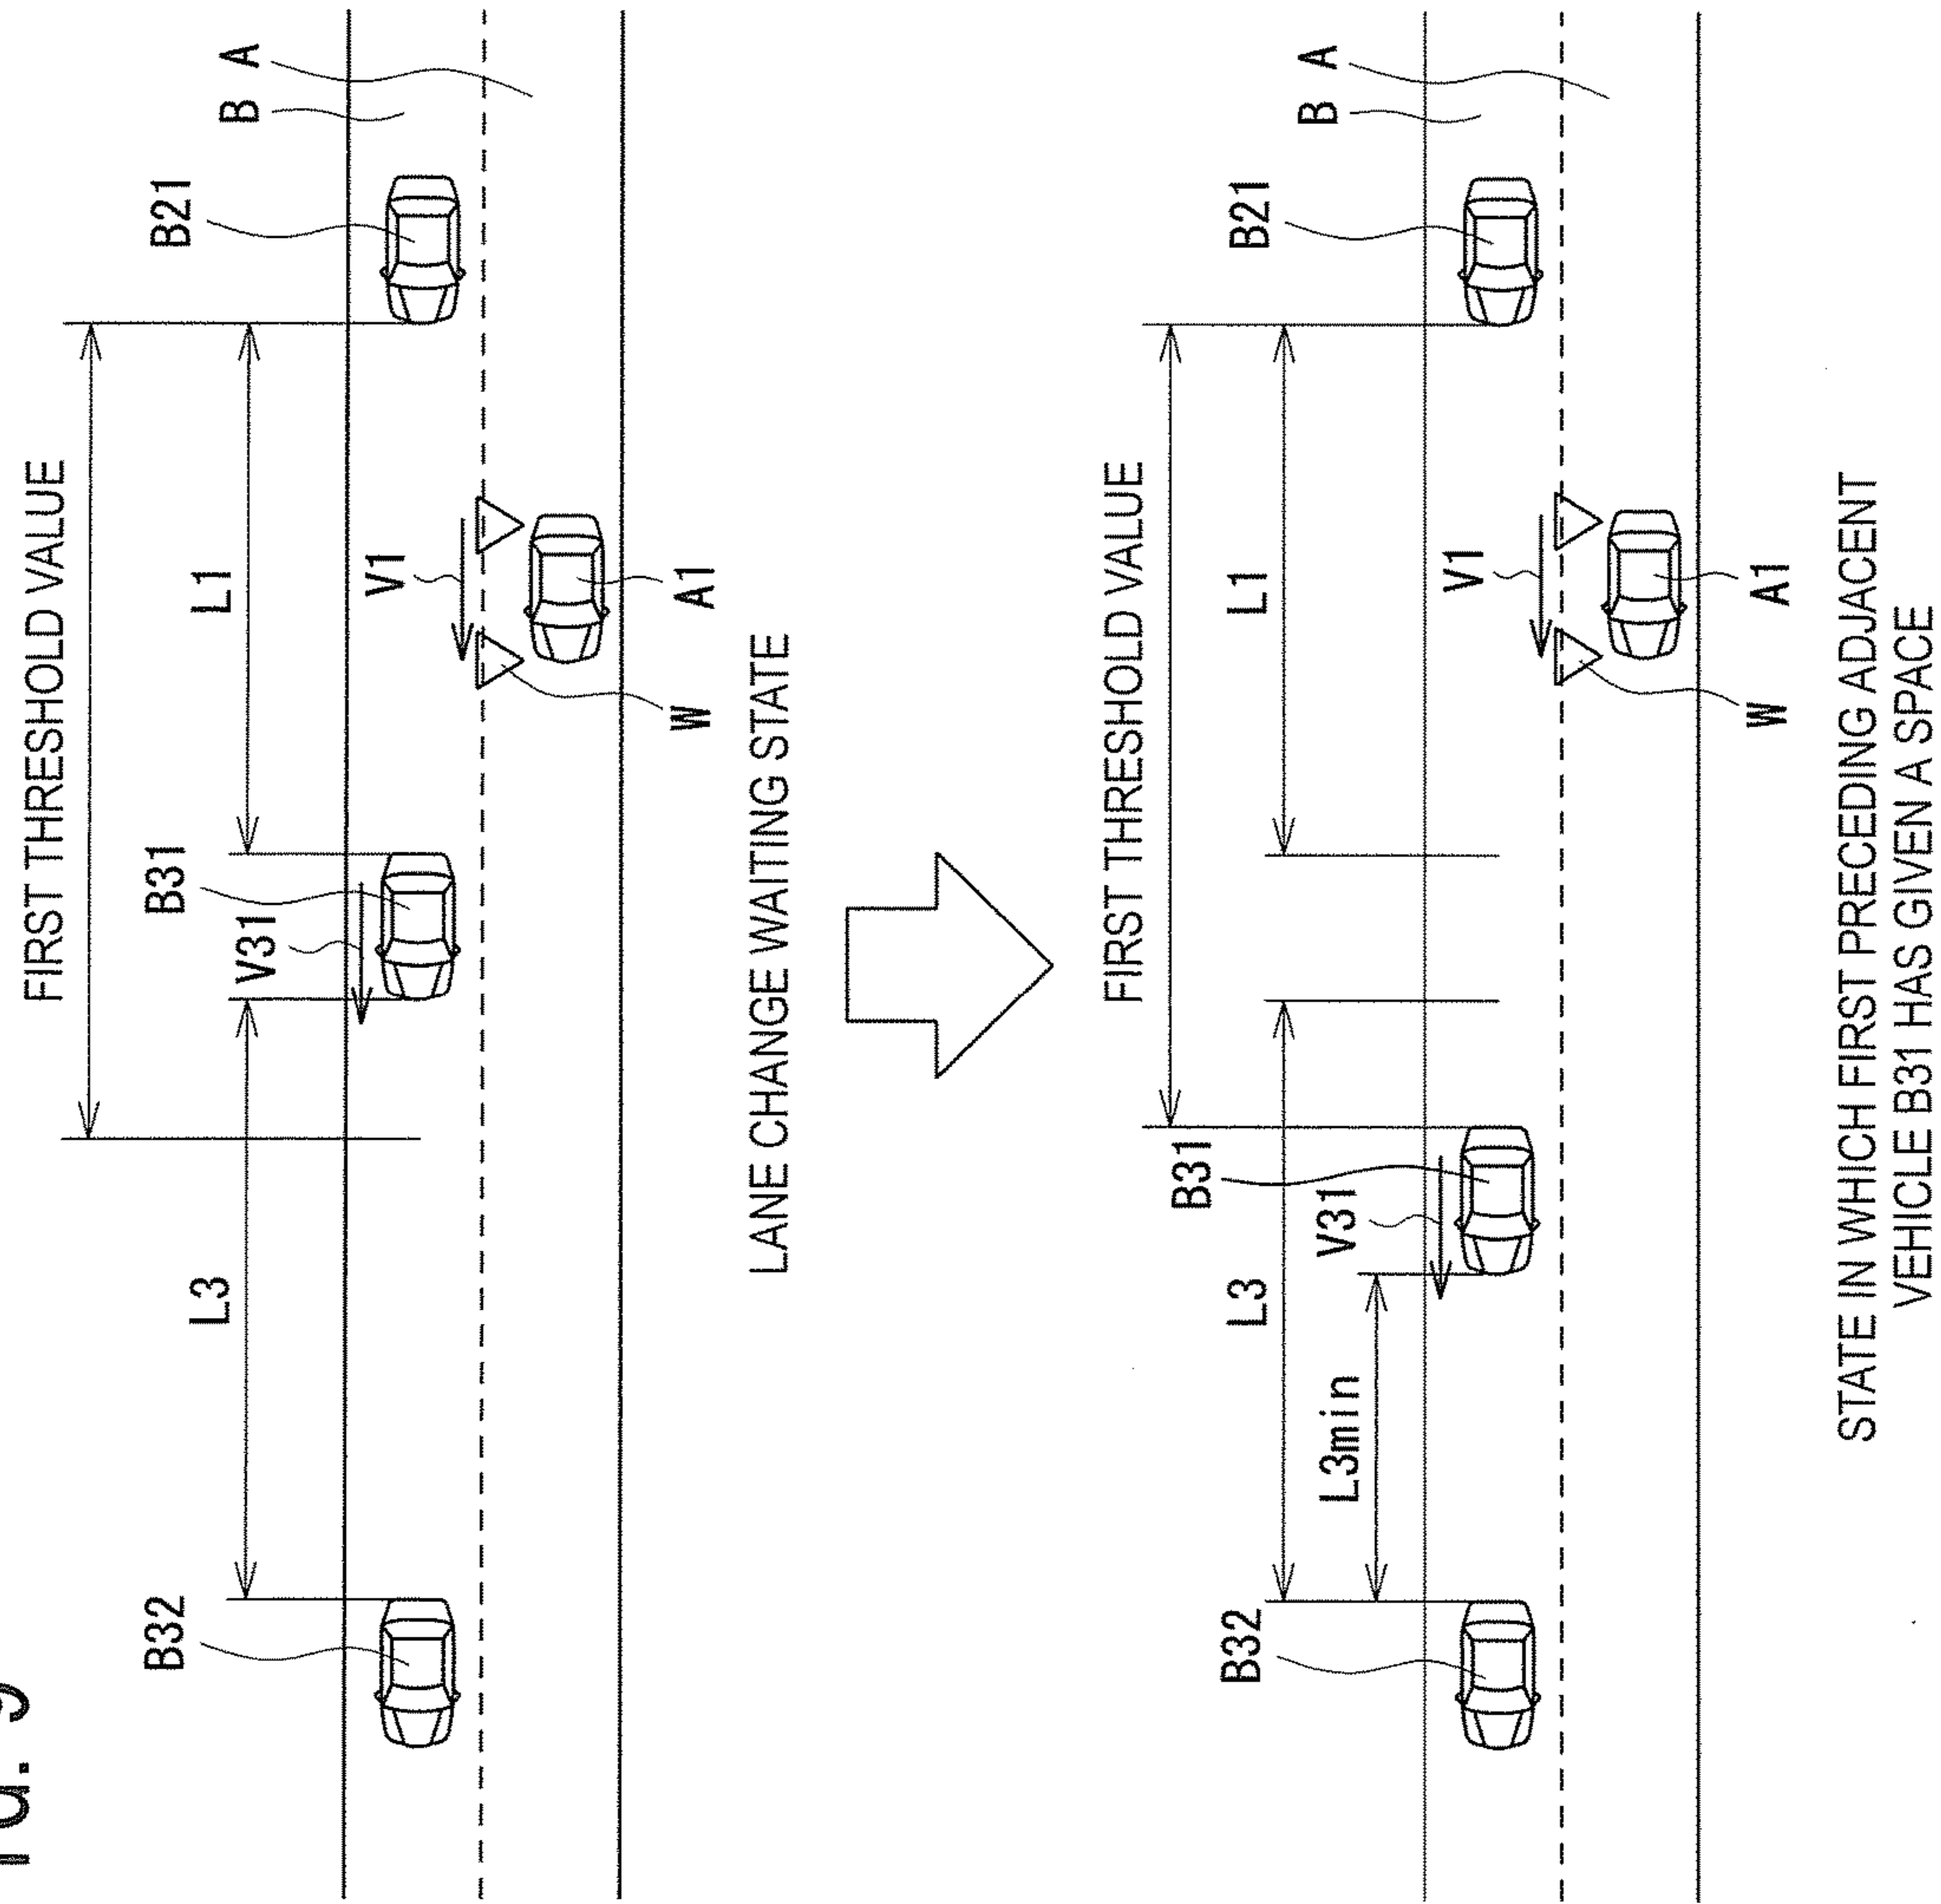 FIRST THRESHOLD VALUE
L1
L3
V1
V31
B32
B31
B21
B
A
A1
W
LANE CHANGE WAITING STATE
FIRST THRESHOLD VALUE
L1
L3
L3min
V1
V31
B32
B31
B21
B
A
A1
W
STATE IN WHICH FIRST PRECEDING ADJACENT
VEHICLE B31 HAS GIVEN A SPACE